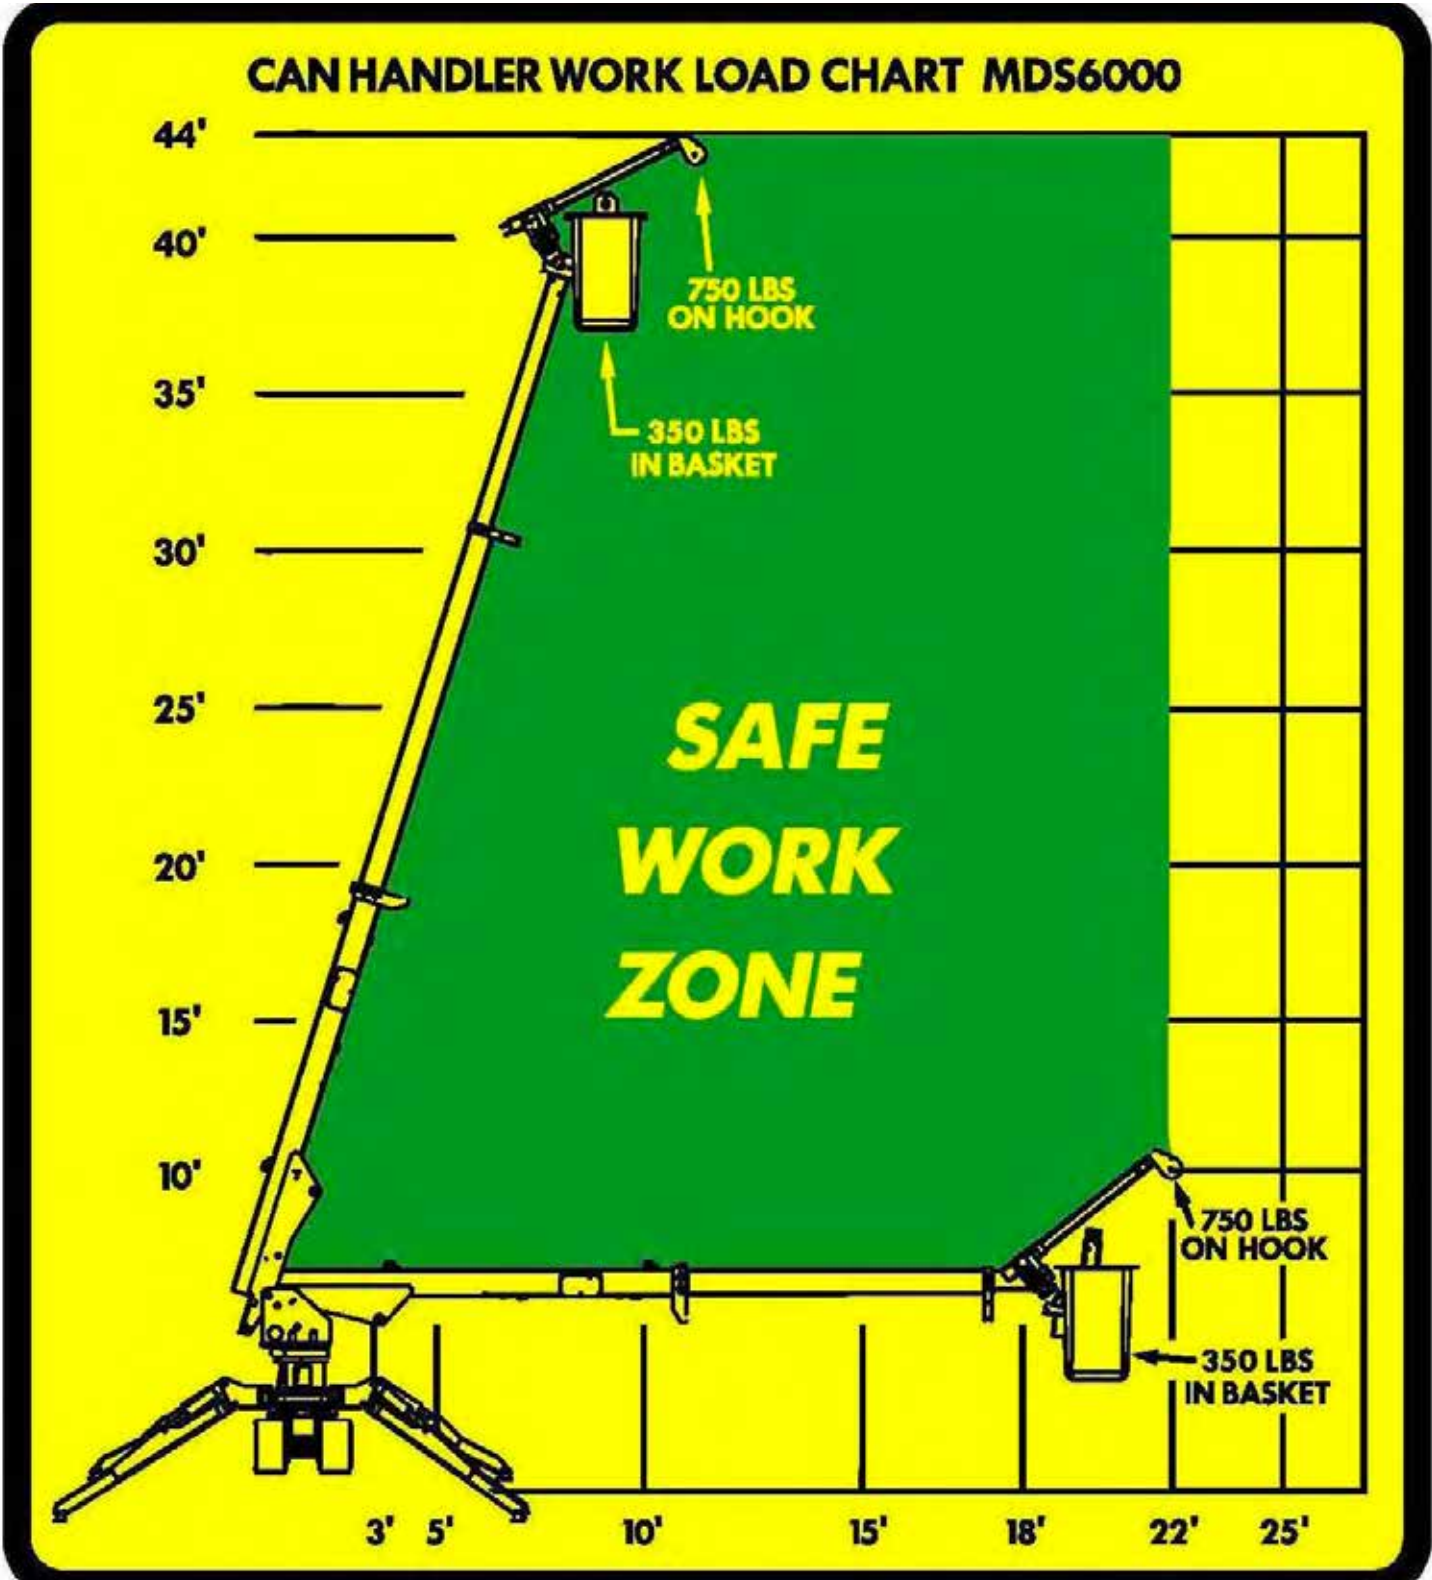 CAN HANDLER WORK LOAD CHART MDS6000
44'
40'
750 LBS
ON HOOK
35'
350 LBS
IN BASKET
30'
25'
SAFE
20'
WORK
15'
ZONE
10'
750 LBS
ON HOOK
350 LBS
IN BASKET
3' 5' 10' 15' 18' 22' 25'